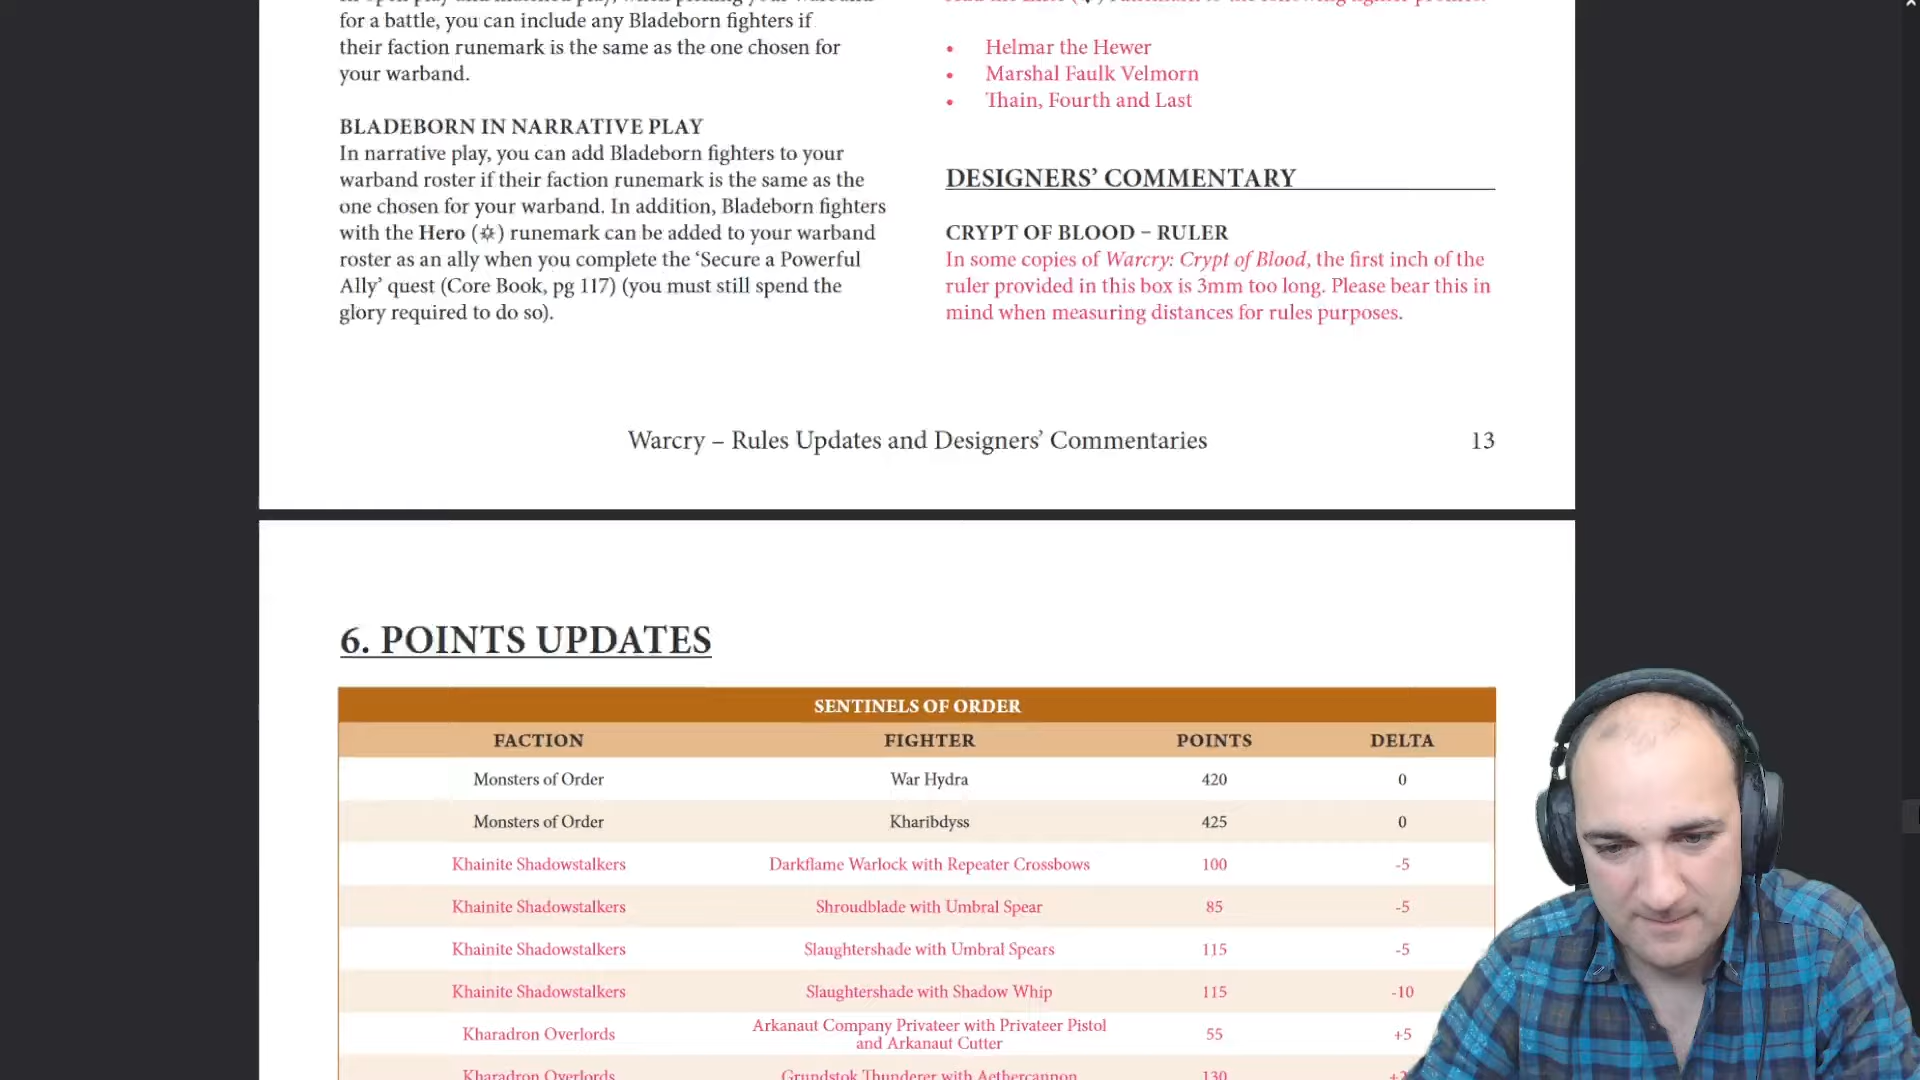 for a battle, you can include any Bladeborn fighters if
their faction runemark is the same as the one chosen for
your warband.
BLADEBORN IN NARRATIVE PLAY
In narrative play, you can add Bladeborn fighters to your
warband roster if their faction runemark is the same as the
one chosen for your warband. In addition, Bladeborn fighters
with the Hero (✵) runemark can be added to your warband
roster as an ally when you complete the ‘Secure a Powerful
Ally’ quest (Core Book, pg 117) (you must still spend the
glory required to do so).
• Helmar the Hewer
• Marshal Faulk Velmorn
• Thain, Fourth and Last
DESIGNERS’ COMMENTARY
CRYPT OF BLOOD – RULER
In some copies of Warcry: Crypt of Blood, the first inch of the
ruler provided in this box is 3mm too long. Please bear this in
mind when measuring distances for rules purposes.
Warcry – Rules Updates and Designers’ Commentaries 13
6. POINTS UPDATES
SENTINELS OF ORDER
FACTION FIGHTER POINTS DELTA
Monsters of Order War Hydra 420 0
Monsters of Order Kharibdyss 425 0
Khainite Shadowstalkers Darkflame Warlock with Repeater Crossbows 100 -5
Khainite Shadowstalkers Shroudblade with Umbral Spear 85 -5
Khainite Shadowstalkers Slaughtershade with Umbral Spears 115 -5
Khainite Shadowstalkers Slaughtershade with Shadow Whip 115 -10
Kharadron Overlords Arkanaut Company Privateer with Privateer Pistol and Arkanaut Cutter 55 +5
Kharadron Overlords Grundstok Thunderer with Aethercannon 130